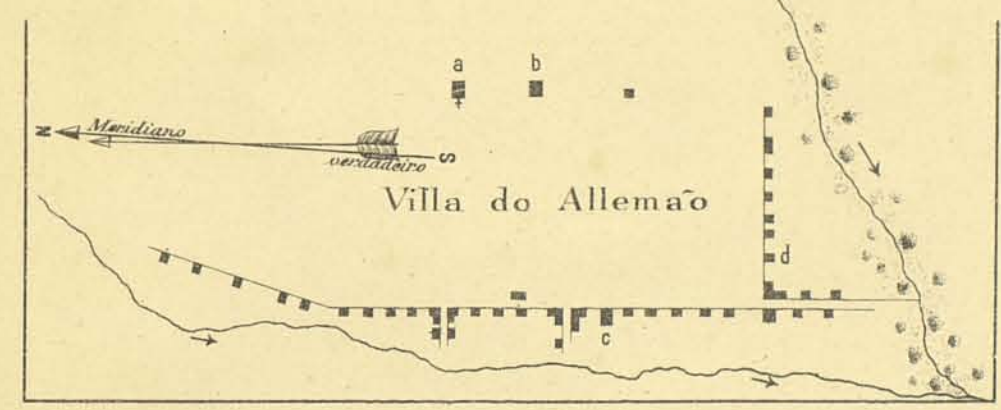 a b
N Meridiano
verdadeiro S
Villa do Allemão
d
c